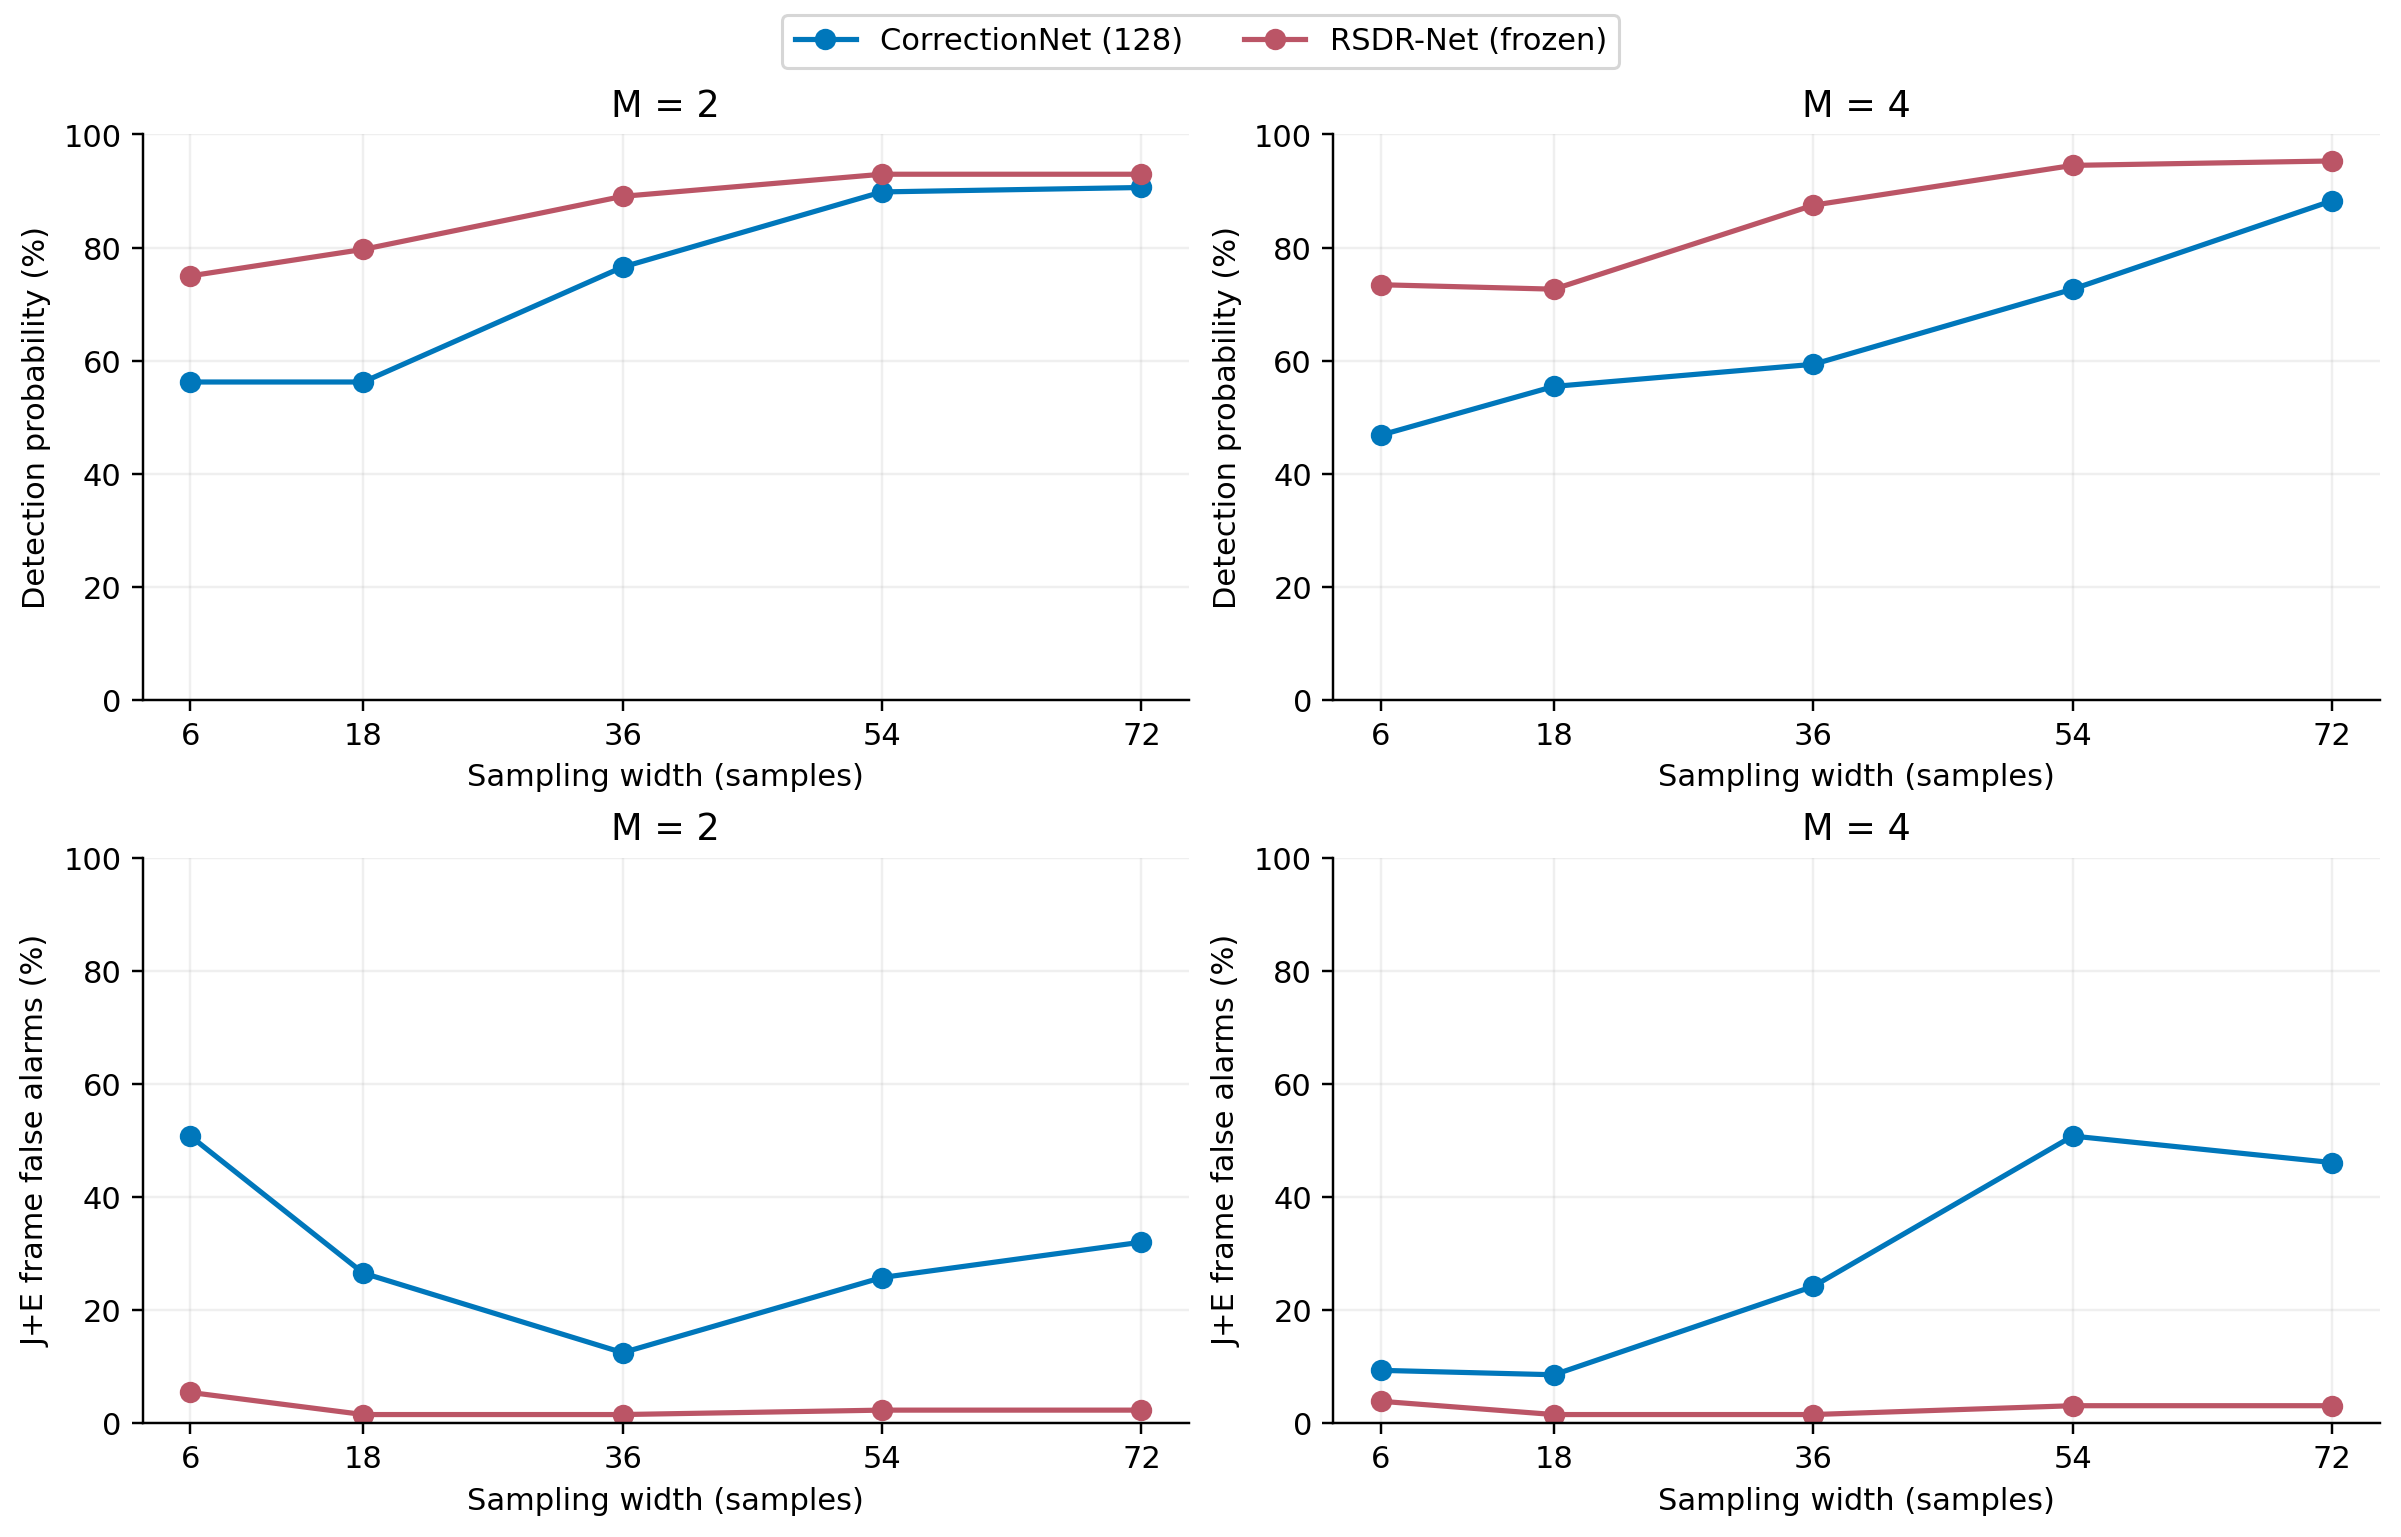 CorrectionNet (128) RSDR-Net (frozen)
M = 2
Detection probability (%)
100
80
60
40
20
0
6 18 36 54 72
Sampling width (samples)
M = 4
Detection probability (%)
100
80
60
40
20
0
6 18 36 54 72
Sampling width (samples)
M = 2
J+E frame false alarms (%)
100
80
60
40
20
0
6 18 36 54 72
Sampling width (samples)
M = 4
J+E frame false alarms (%)
100
80
60
40
20
0
6 18 36 54 72
Sampling width (samples)